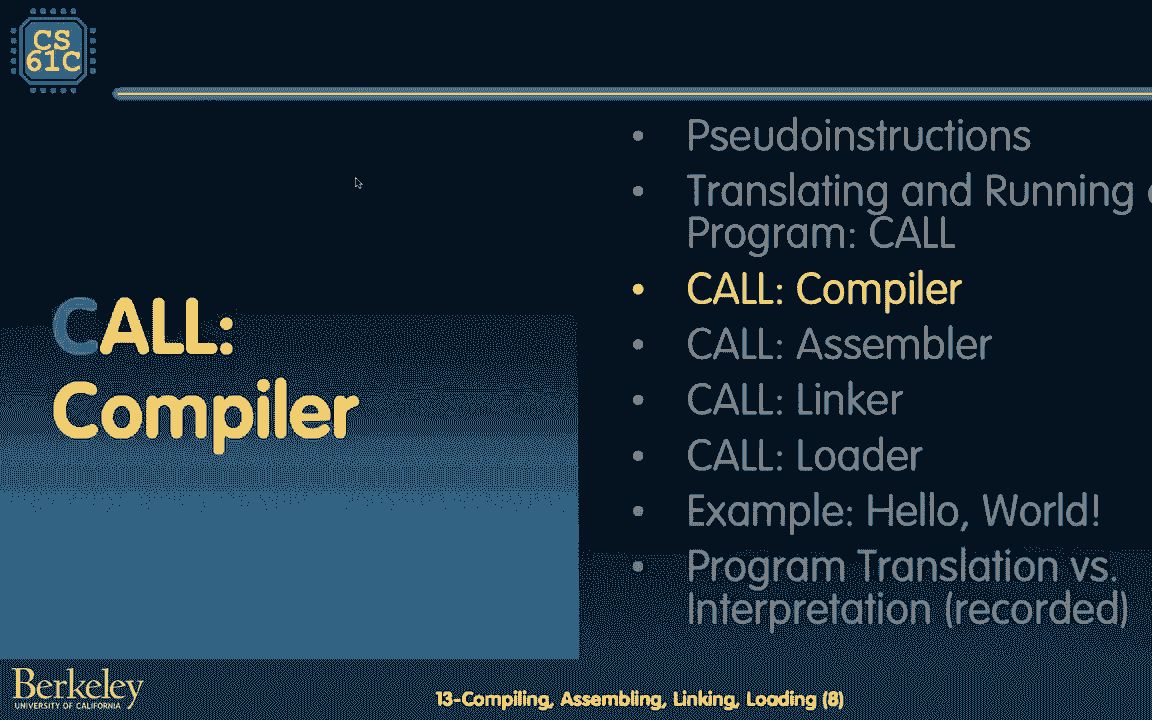 CS
61C
CALL:
Compiler
• Pseudoinstructions
• Translating and Running
Program: CALL
• CALL: Compiler
• CALL: Assembler
• CALL: Linker
• CALL: Loader
• Example: Hello, World!
• Program Translation vs.
Interpretation (recorded)
Berkeley
UNIVERSITY OF CALIFORNIA
13-Compiling, Assembling, Linking, Loading (8)